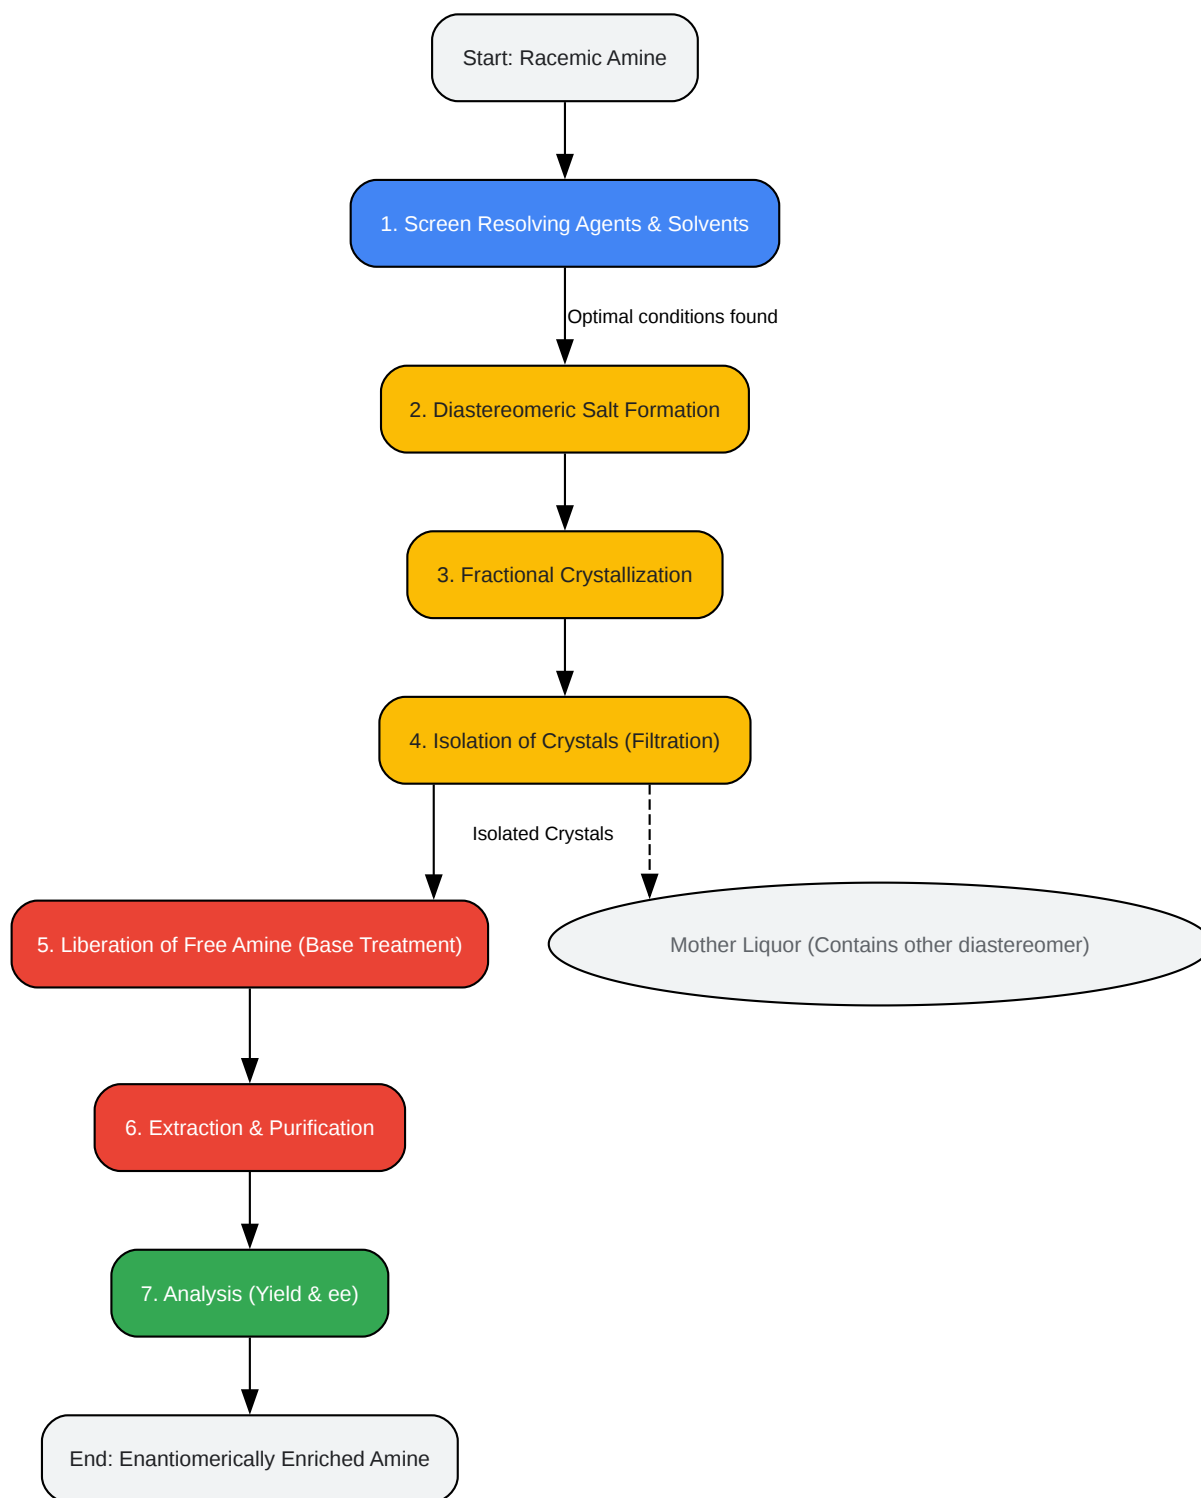 Start: Racemic Amine
1. Screen Resolving Agents & Solvents
Optimal conditions found
2. Diastereomeric Salt Formation
3. Fractional Crystallization
4. Isolation of Crystals (Filtration)
Isolated Crystals
5. Liberation of Free Amine (Base Treatment)
Mother Liquor (Contains other diastereomer)
6. Extraction & Purification
7. Analysis (Yield & ee)
End: Enantiomerically Enriched Amine